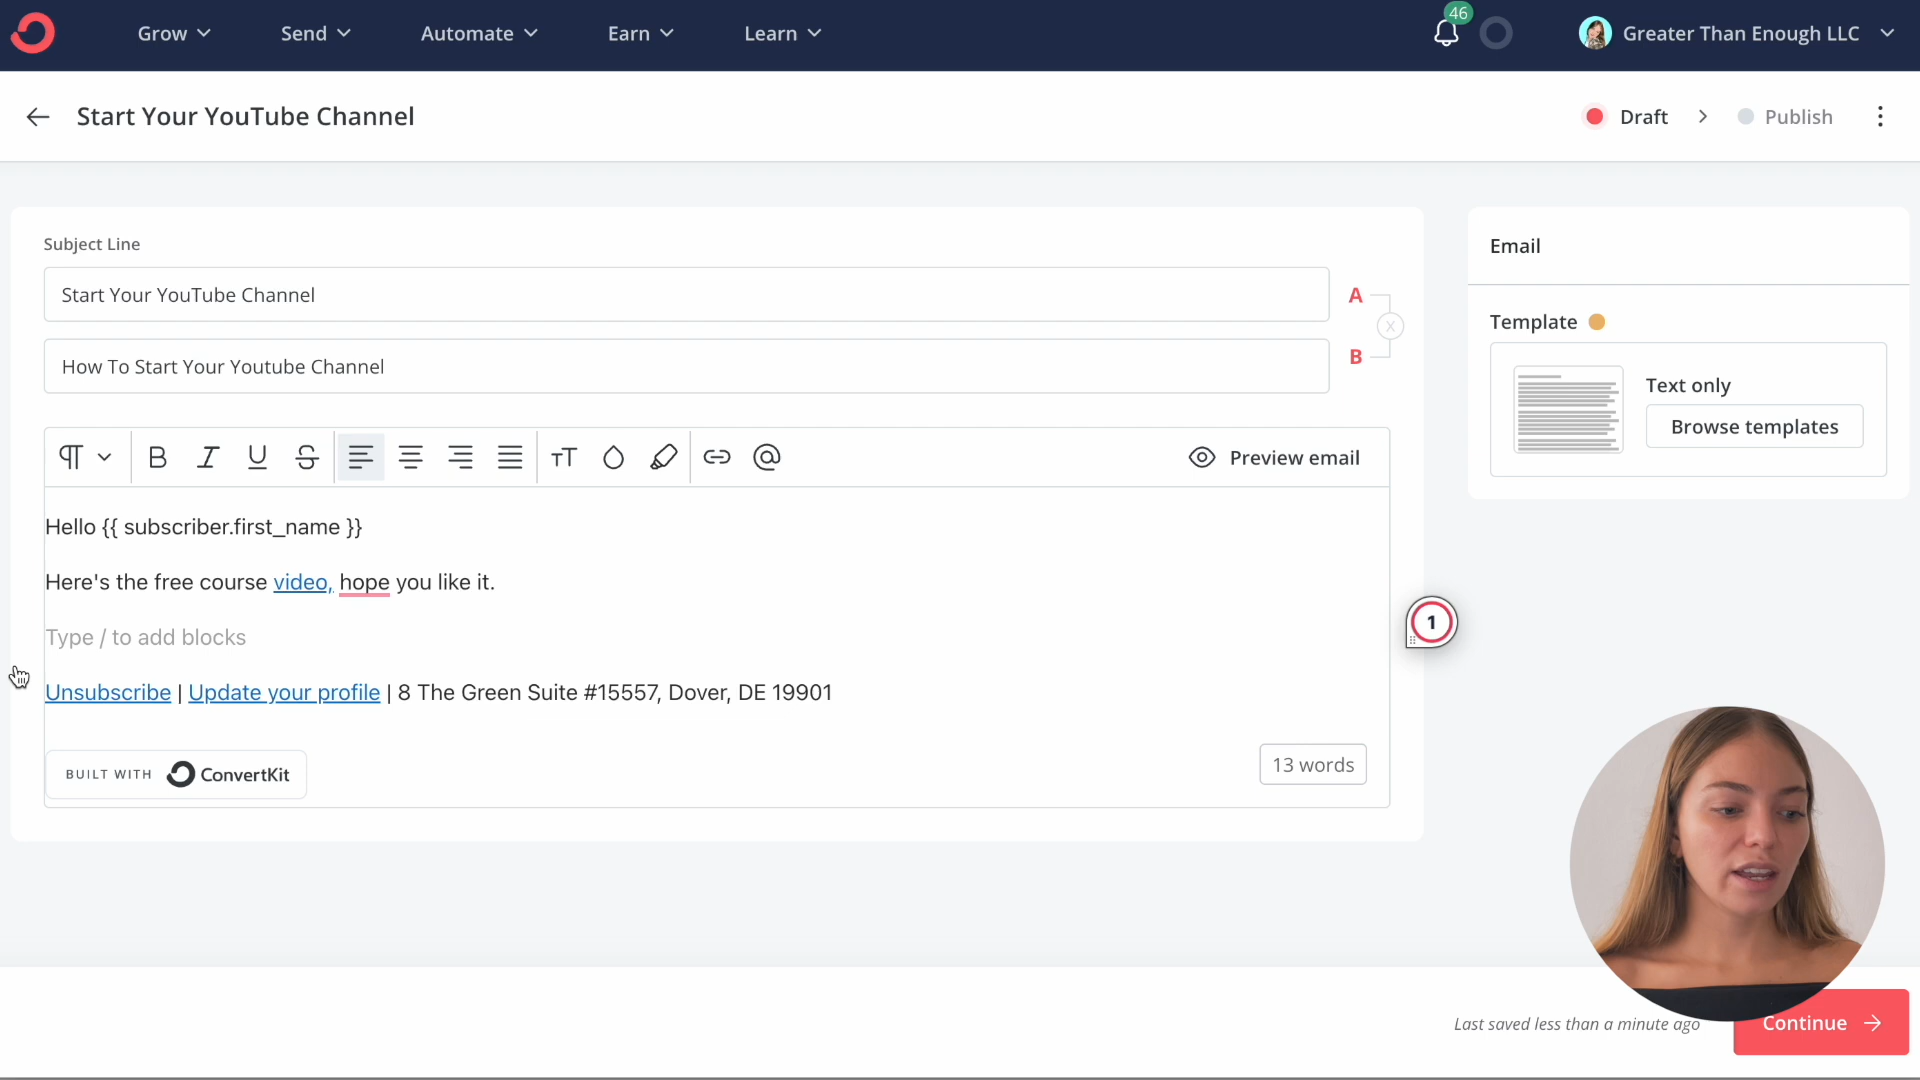 Grow Send Automate Earn Learn 46 Greater Than Enough LLC
Start Your YouTube Channel Draft Publish
Subject Line
Start Your YouTube Channel A
X
How To Start Your Youtube Channel B
Email
Template
Text only
Browse templates
B I U S TT @ Preview email
Hello {{ subscriber.first_name }}
Here's the free course video, hope you like it.
Type / to add blocks
1
Unsubscribe | Update your profile | 8 The Green Suite #15557, Dover, DE 19901
BUILT WITH ConvertKit
13 words
Last saved less than a minute ago Continue